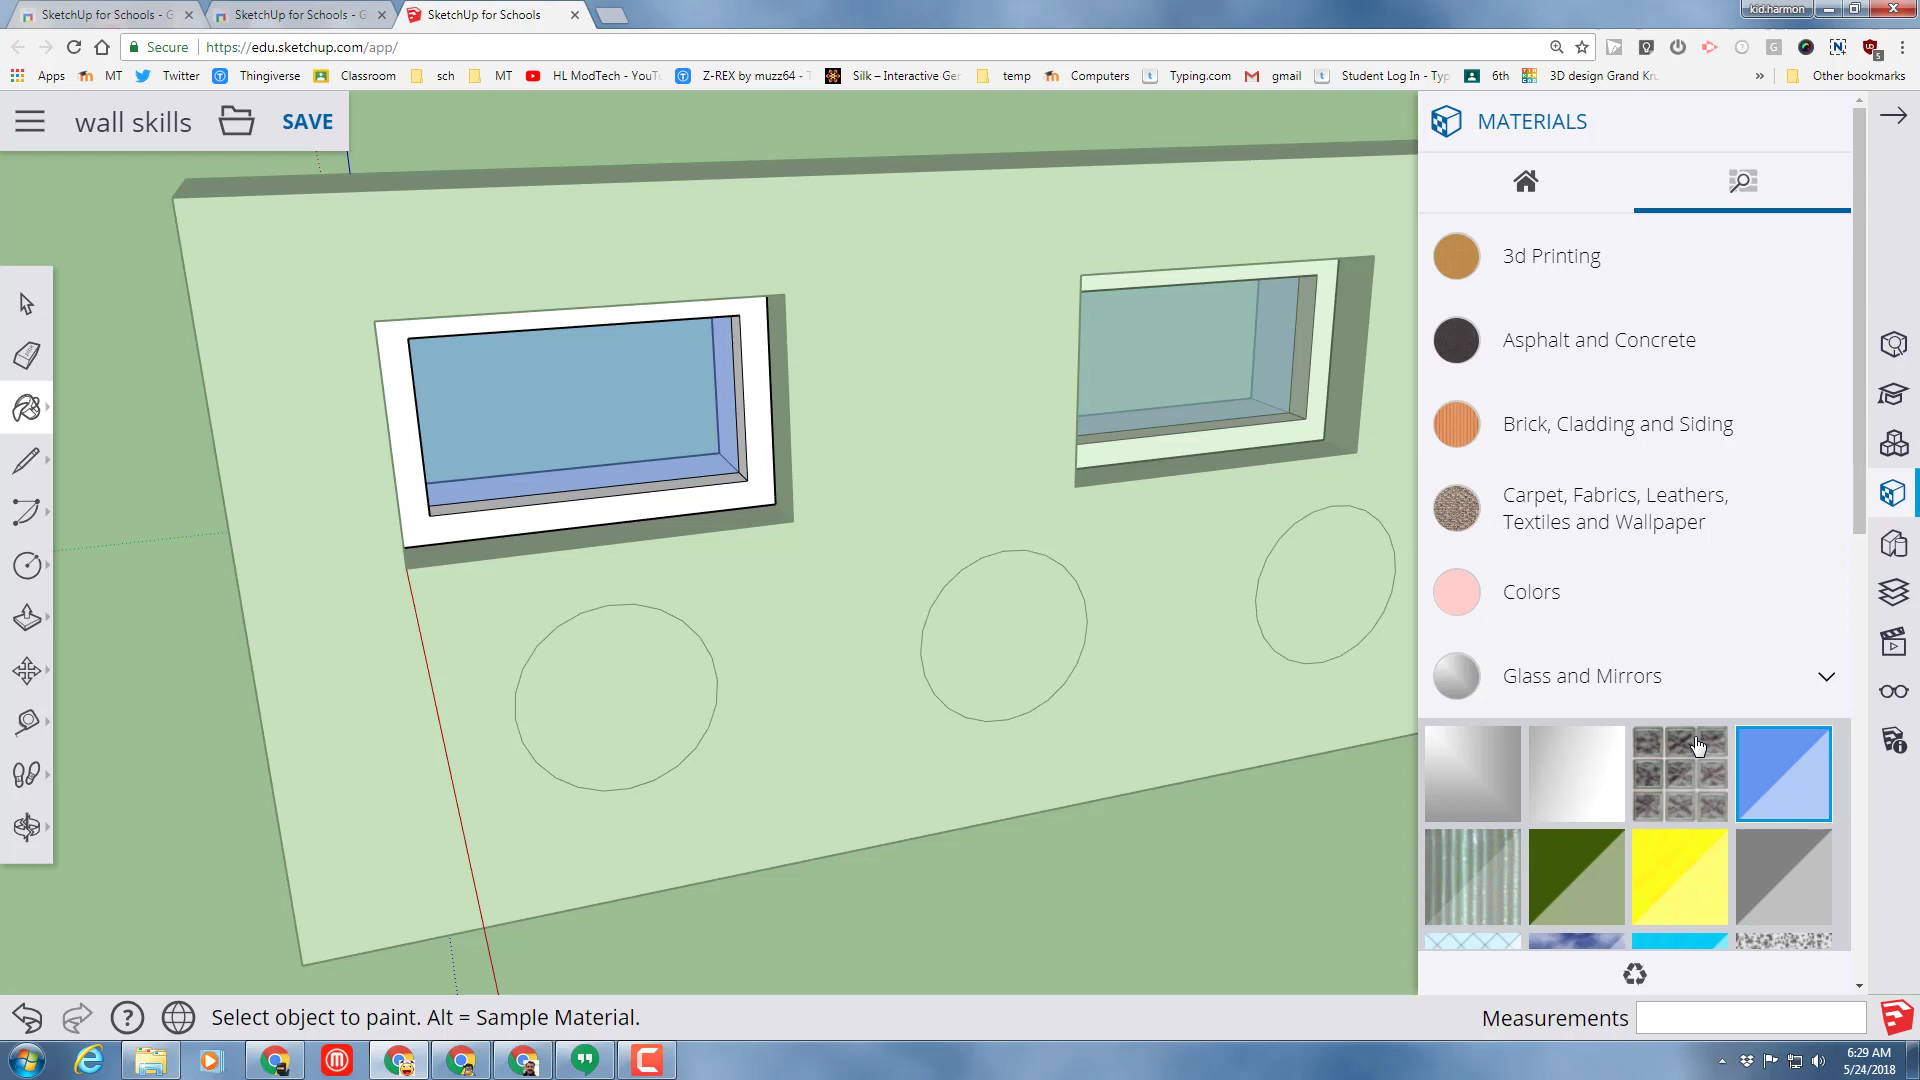 SketchUp for Schools - G
SketchUp for Schools - G
SketchUp for Schools
kid.harmon
Secure
https://edu.sketchup.com/app/
Apps
MT
Twitter
Thingiverse
Classroom
sch
MT
HL ModTech - YouT
Z-REX by muzz64 - T
Silk – Interactive Ger
temp
Computers
Typing.com
gmail
Student Log In - Typ
6th
3D design Grand Kr
Other bookmarks
wall skills
SAVE
MATERIALS
3d Printing
Asphalt and Concrete
Brick, Cladding and Siding
Carpet, Fabrics, Leathers,
Textiles and Wallpaper
Colors
Glass and Mirrors
Select object to paint. Alt = Sample Material.
Measurements
6:29 AM
5/24/2018